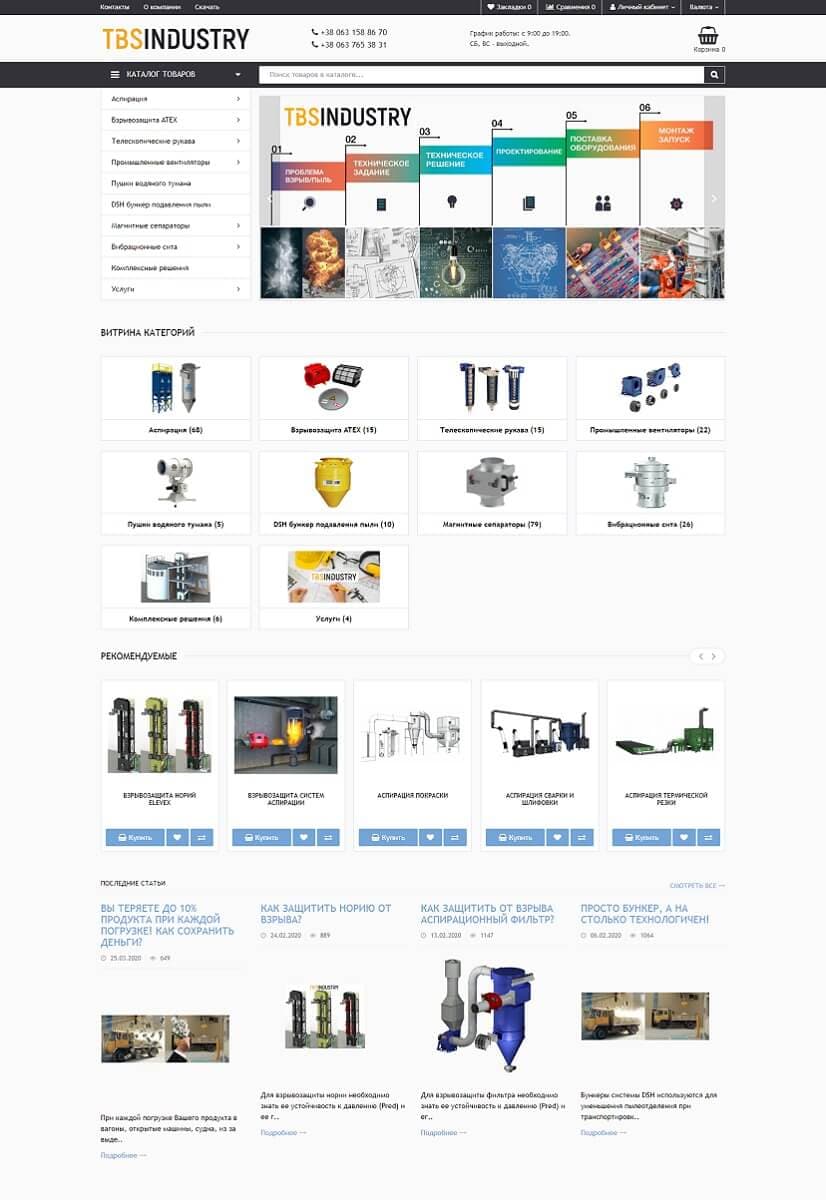 Контакты О компании Скачать
Закладки 0 Сравнения 0 Личный кабинет Валюта
TBSINDUSTRY
+38 063 158 86 70
+38 063 765 38 31
График работы: с 9:00 до 19:00.
СБ, ВС - выходной.
Корзина 0
КАТАЛОГ ТОВАРОВ
Поиск товаров в каталоге...
Аспирация
Взрывозащита ATEX
Телескопические рукава
Промышленные вентиляторы
Пушки водяного тумана
DSH бункер подавления пыли
Магнитные сепараторы
Вибрационные сита
Комплексные решения
Услуги
TBSINDUSTRY
01
ПРОБЛЕМА
ВЗРЫВ/ПЫЛЬ
02
ТЕХНИЧЕСКОЕ
ЗАДАНИЕ
03
ТЕХНИЧЕСКОЕ
РЕШЕНИЕ
04
ПРОЕКТИРОВАНИЕ
05
ПОСТАВКА
ОБОРУДОВАНИЯ
06
МОНТАЖ
ЗАПУСК
ВИТРИНА КАТЕГОРИЙ
Аспирация (68)
Взрывозащита ATEX (15)
Телескопические рукава (15)
Промышленные вентиляторы (22)
Пушки водяного тумана (5)
DSH бункер подавления пыли (10)
Магнитные сепараторы (79)
Вибрационные сита (26)
Комплексные решения (6)
TBSINDUSTRY
Услуги (4)
РЕКОМЕНДУЕМЫЕ
ВЗРЫВОЗАЩИТА НОРИЙ
ELEVEX
Купить
ВЗРЫВОЗАЩИТА СИСТЕМ
АСПИРАЦИИ
Купить
АСПИРАЦИЯ ПОКРАСКИ
Купить
АСПИРАЦИЯ СВАРКИ И
ШЛИФОВКИ
Купить
АСПИРАЦИЯ ТЕРМИЧЕСКОЙ
РЕЗКИ
Купить
ПОСЛЕДНИЕ СТАТЬИ
СМОТРЕТЬ ВСЕ
ВЫ ТЕРЯЕТЕ ДО 10%
ПРОДУКТА ПРИ КАЖДОЙ
ПОГРУЗКЕ! КАК СОХРАНИТЬ
ДЕНЬГИ?
25.03.2020 649
При каждой погрузке Вашего продукта в
вагоны, открытые машины, судна, из за
выде..
Подробнее
КАК ЗАЩИТИТЬ НОРИЮ ОТ
ВЗРЫВА?
24.02.2020 889
TBSINDUSTRY
Для взрывозащиты нории необходимо
знать ее устойчивость к давлению (Pred) и
ее г..
Подробнее
КАК ЗАЩИТИТЬ ОТ ВЗРЫВА
АСПИРАЦИОННЫЙ ФИЛЬТР?
13.02.2020 1147
Для взрывозащиты фильтра необходимо
знать ее устойчивость к давлению (Pred) и
ег..
Подробнее
ПРОСТО БУНКЕР, А НА
СТОЛЬКО ТЕХНОЛОГИЧЕН!
06.02.2020 1064
Бункеры системы DSH используются для
уменьшения пылеотделения при
транспортировк..
Подробнее